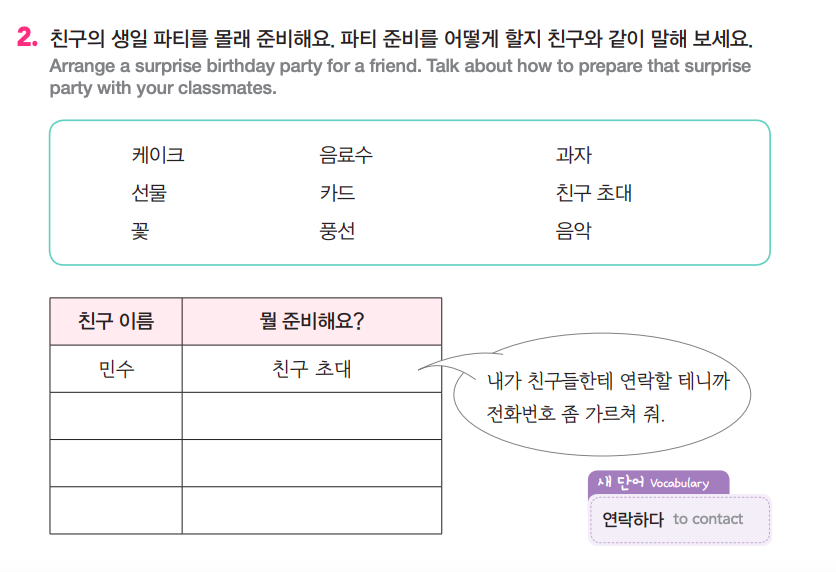 2. 친구의 생일 파티를 몰래 준비해요. 파티 준비를 어떻게 할지 친구와 같이 말해 보세요.
Arrange a surprise birthday party for a friend. Talk about how to prepare that surprise
party with your classmates.
케이크 음료수 과자
선물 카드 친구 초대
꽃 풍선 음악
친구 이름 뭘 준비해요?
민수 친구 초대
내가 친구들한테 연락할 테니까
전화번호 좀 가르쳐 줘.
새 단어 Vocabulary
연락하다 to contact